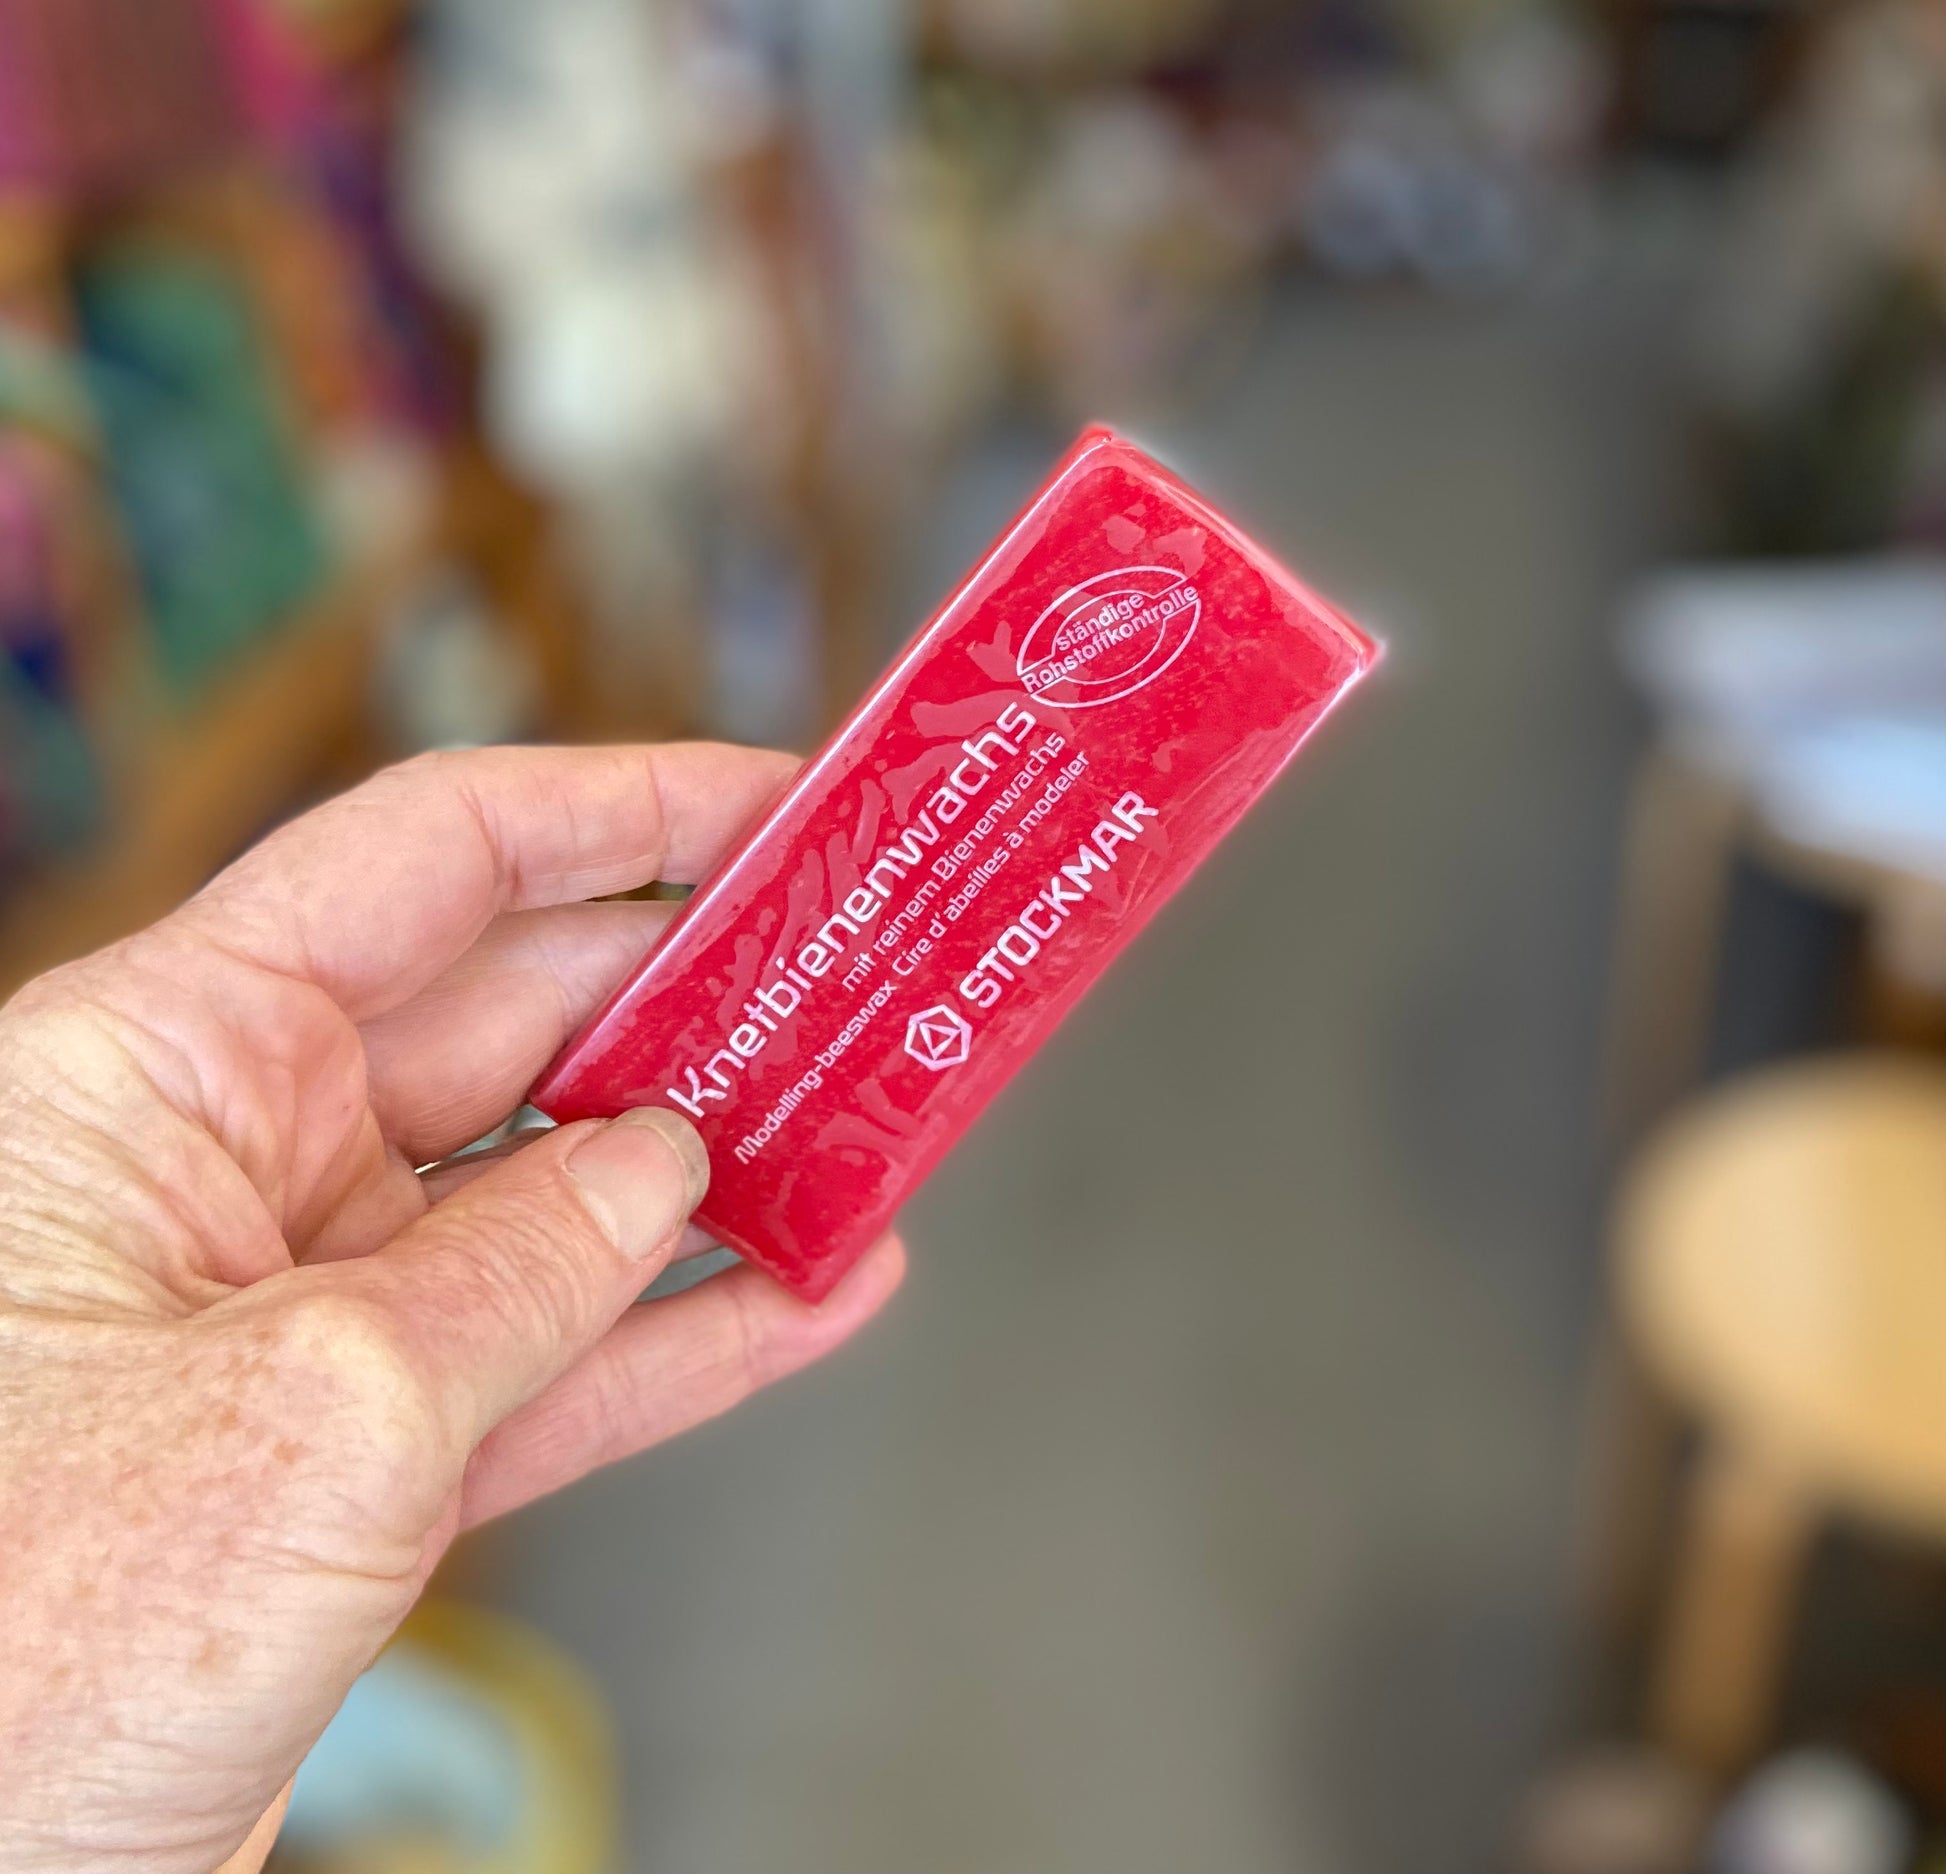 ständige
Rohstoffkontrolle
Knetbienenwachs
mit reinem Bienenwachs
Modelling-beeswax Cire d'abeilles à modeler
STOCKMAR